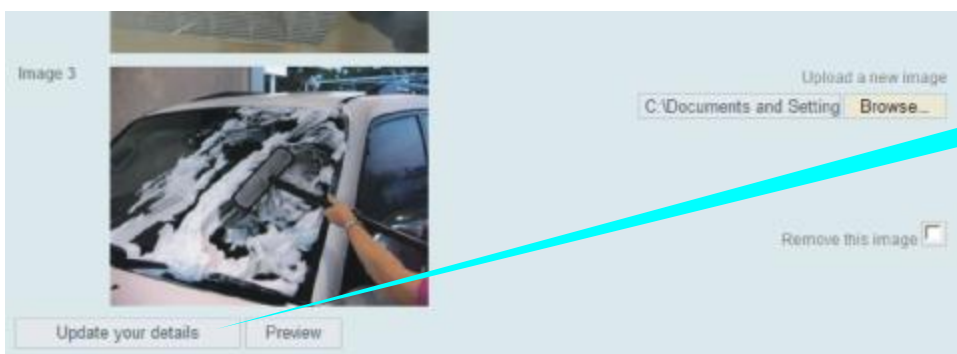 Image 3
Upload a new image
C:\Documents and Setting Browse...
Remove this image
Update your details Preview